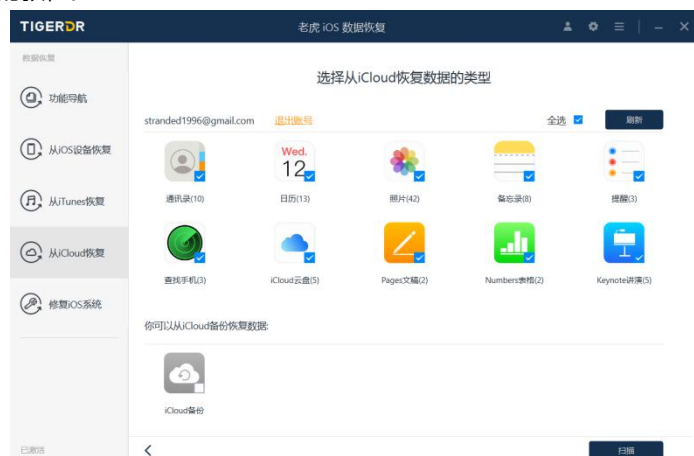 TIGERDR
老虎 iOS 数据恢复
数据恢复
功能导航
从iOS设备恢复
从iTunes恢复
从iCloud恢复
修复iOS系统
已激活
选择从iCloud恢复数据的类型
stranded1996@gmail.com 退出账号 全选 刷新
Wed.
12
通讯录(10) 日历(13) 照片(42) 备忘录(8) 提醒(3)
查找手机(3) iCloud云盘(5) Pages文稿(2) Numbers表格(2) Keynote讲演(5)
你可以从iCloud备份恢复数据:
iCloud备份
扫描